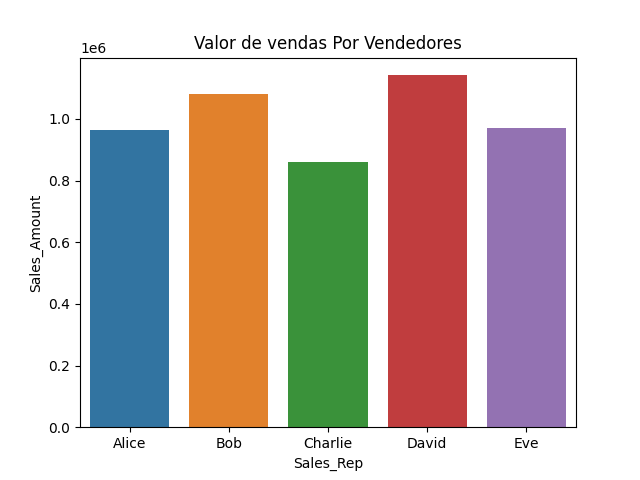 Valor de vendas Por Vendedores
1e6
1.0
0.8
0.6
0.4
0.2
0.0
Sales_Amount
Alice Bob Charlie David Eve
Sales_Rep